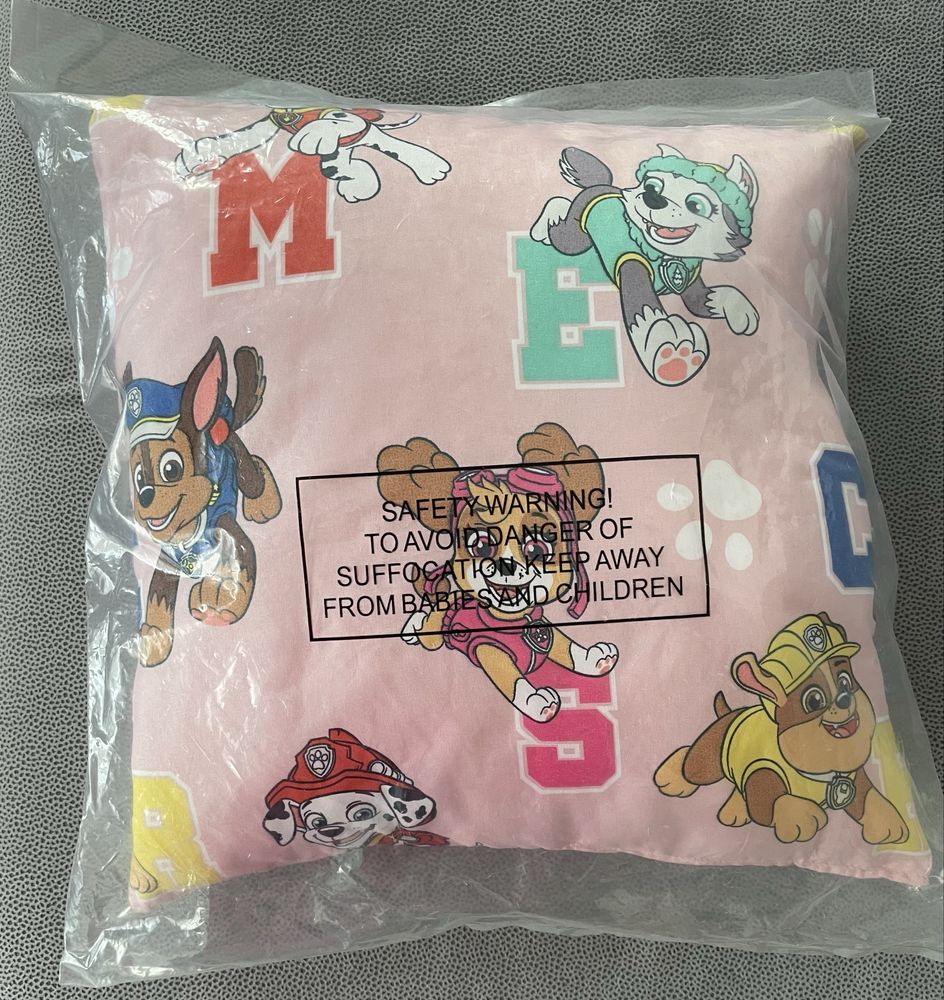 M
E
C
SAFETY WARNING!
TO AVOID DANGER OF
SUFFOCATION, KEEP AWAY
FROM BABIES AND CHILDREN
S
R